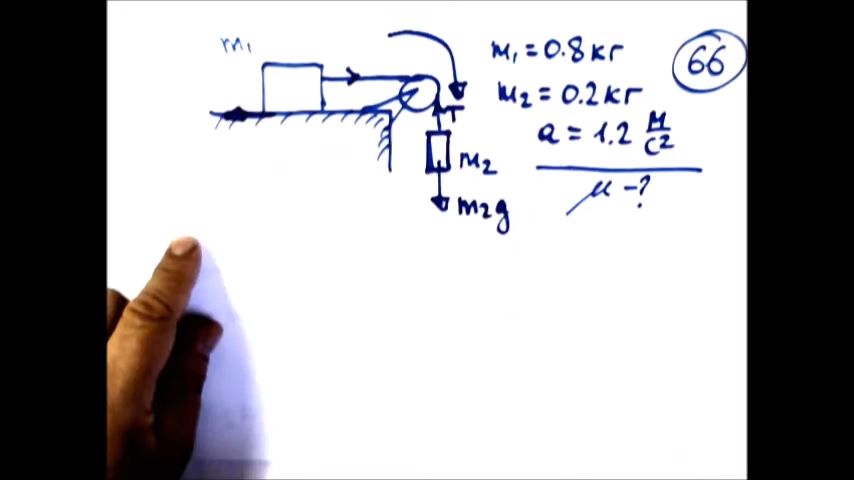 m₁
T
m₂
m₂g
m₁ = 0.8 кг
m₂ = 0.2 кг
a = 1.2 м/с²
μ - ?
66